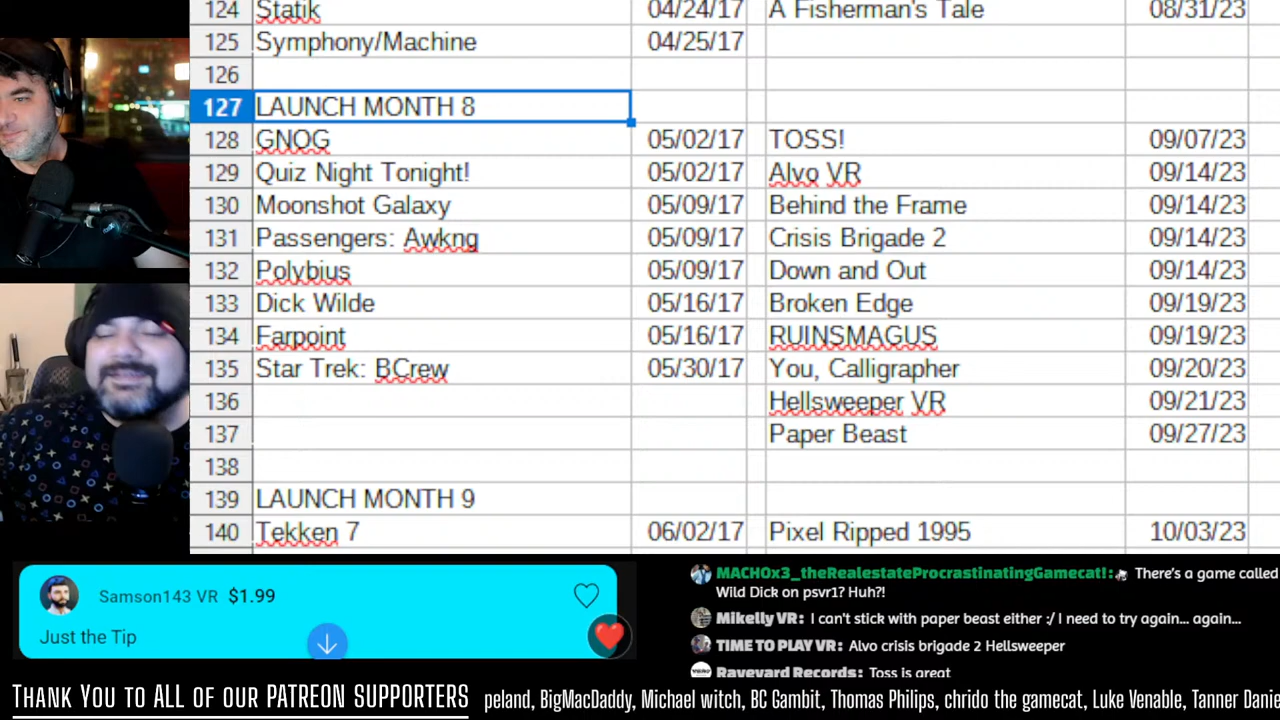 124 Statik 04/24/17 A Fisherman's Tale 08/31/23
125 Symphony/Machine 04/25/17
126
127 LAUNCH MONTH 8
128 GNOG 05/02/17 TOSS! 09/07/23
129 Quiz Night Tonight! 05/02/17 Alvo VR 09/14/23
130 Moonshot Galaxy 05/09/17 Behind the Frame 09/14/23
131 Passengers: Awkng 05/09/17 Crisis Brigade 2 09/14/23
132 Polybius 05/09/17 Down and Out 09/14/23
133 Dick Wilde 05/16/17 Broken Edge 09/19/23
134 Farpoint 05/16/17 RUINSMAGUS 09/19/23
135 Star Trek: BCrew 05/30/17 You, Calligrapher 09/20/23
136 Hellsweeper VR 09/21/23
137 Paper Beast 09/27/23
138
139 LAUNCH MONTH 9
140 Tekken 7 06/02/17 Pixel Ripped 1995 10/03/23
Samson143 VR $1.99
Just the Tip
MACHOx3_theRealestateProcrastinatingGamecat!: There's a game called
Wild Dick on psvr1? Huh?!
Mikelly VR: I can't stick with paper beast either :/ I need to try again... again...
TIME TO PLAY VR: Alvo crisis brigade 2 Hellsweeper
Ravevard Records: Toss is great
THANK YOU TO ALL OF OUR PATREON SUPPORTERS
peland, BigMacDaddy, Michael witch, BC Gambit, Thomas Philips, chrido the gamecat, Luke Venable, Tanner Danie